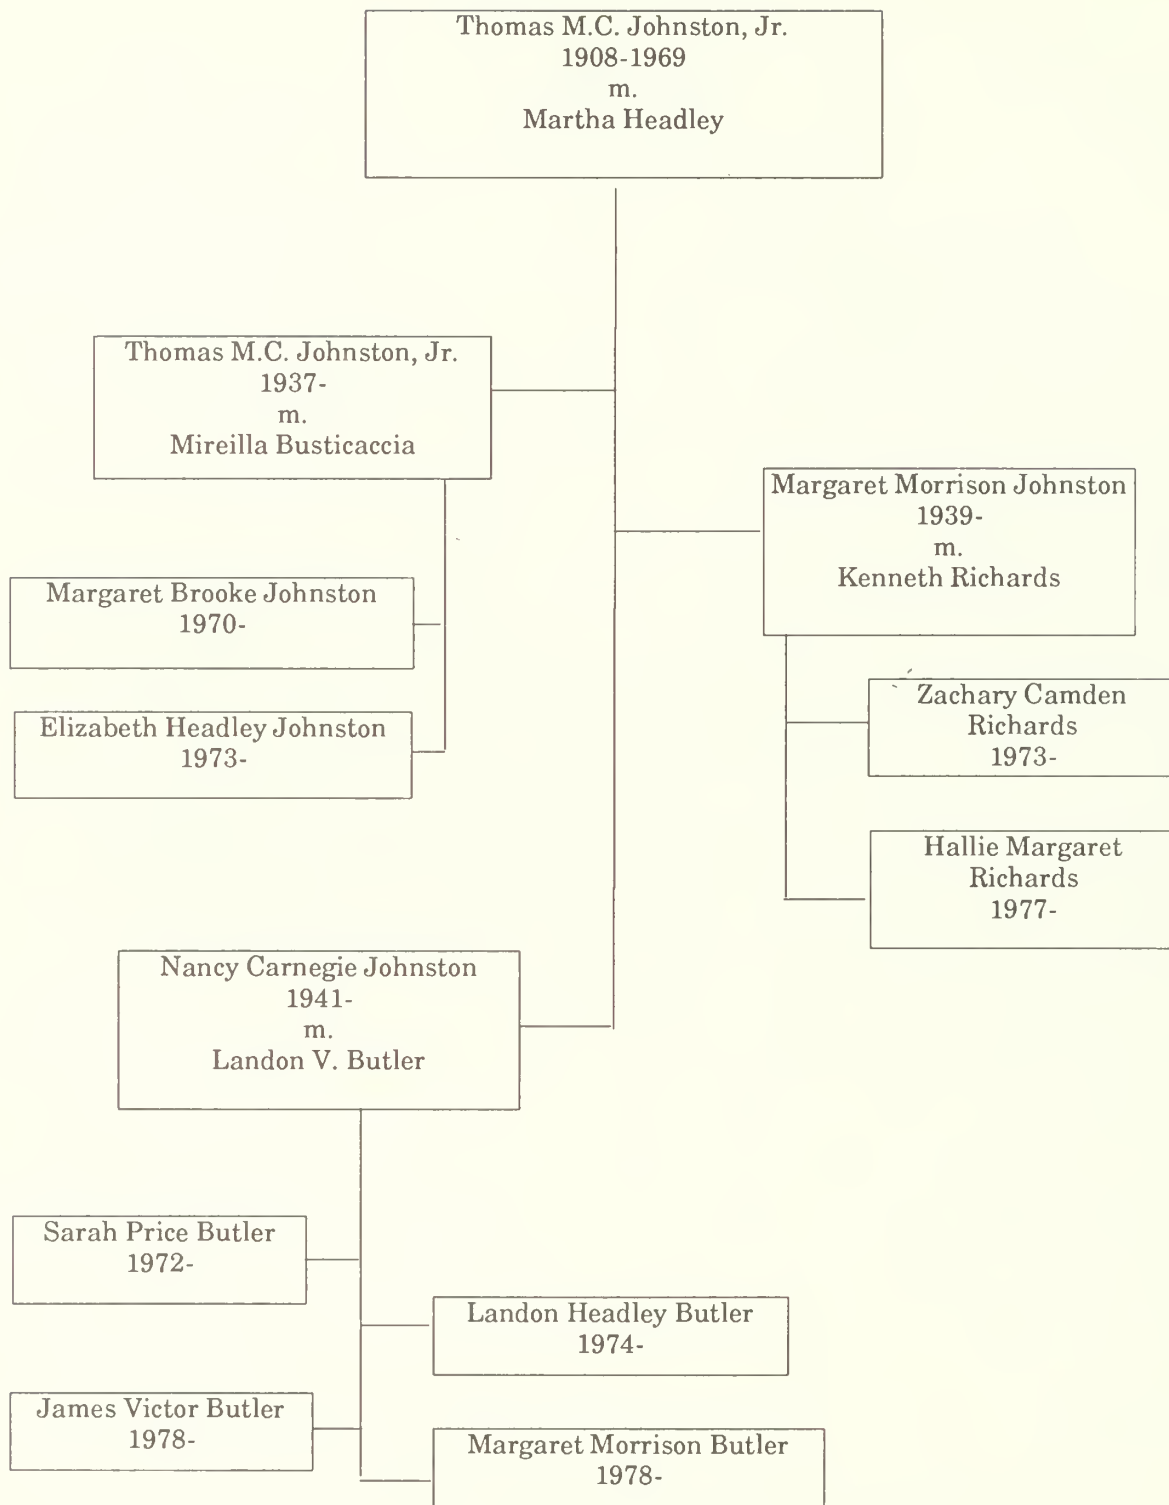 Thomas M.C. Johnston, Jr.
1908-1969
m.
Martha Headley
Thomas M.C. Johnston, Jr.
1937-
m.
Mireilla Busticaccia
Margaret Morrison Johnston
1939-
m.
Kenneth Richards
Margaret Brooke Johnston
1970-
Elizabeth Headley Johnston
1973-
Zachary Camden
Richards
1973-
Hallie Margaret
Richards
1977-
Nancy Carnegie Johnston
1941-
m.
Landon V. Butler
Sarah Price Butler
1972-
Landon Headley Butler
1974-
James Victor Butler
1978-
Margaret Morrison Butler
1978-